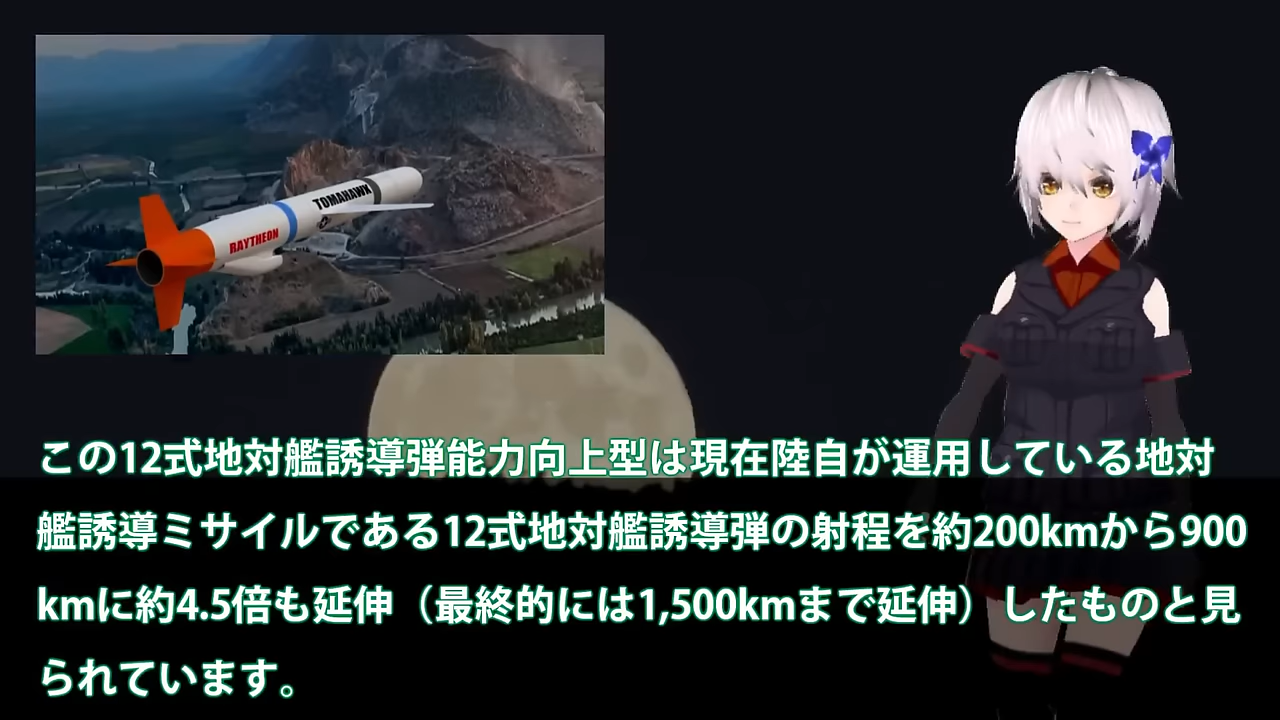 TOMAHAWK
RAYTHEON
この12式地対艦誘導弾能力向上型は現在陸自が運用している地対
艦誘導ミサイルである12式地対艦誘導弾の射程を約200kmから900
kmに約4.5倍も延伸（最終的には1,500kmまで延伸）したものと見
られています。